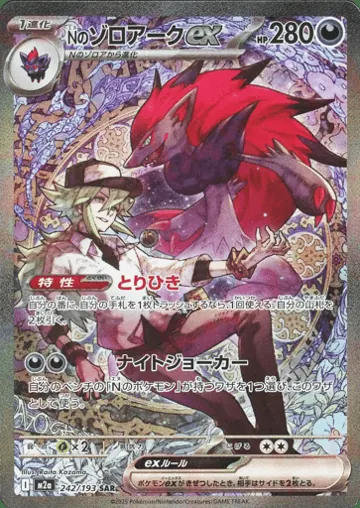 1進化
Nのゾロアークex
HP280
Nのゾロアから進化
特性 とりひき
自分の番に、自分の手札を1枚トラッシュするなら、1回使える。自分の山札を
2枚引く。
ナイトジョーカー
自分のベンチの「Nのポケモン」が持つワザを1つ選び、このワザ
として使う。
×2
にげる
exルール
ポケモンexがきぜつしたとき、相手はサイドを2枚とる。
Illus. Raita Kazama
M2a 242/193 SAR
©2025 Pokémon/Nintendo/Creatures/GAME FREAK.